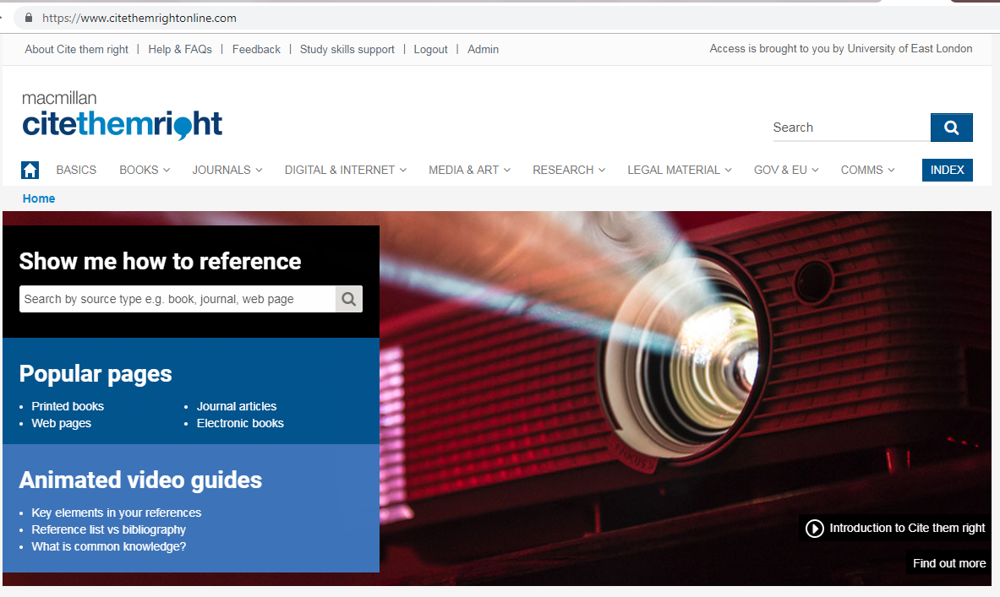 https://www.citethemrightonline.com
About Cite them right | Help & FAQs | Feedback | Study skills support | Logout | Admin
Access is brought to you by University of East London
macmillan
citethemright
Search
BASICS BOOKS JOURNALS DIGITAL & INTERNET MEDIA & ART RESEARCH LEGAL MATERIAL GOV & EU COMMS INDEX
Home
Show me how to reference
Search by source type e.g. book, journal, web page
Popular pages
• Printed books • Journal articles
• Web pages • Electronic books
Animated video guides
• Key elements in your references
• Reference list vs bibliography
• What is common knowledge?
Introduction to Cite them right
Find out more